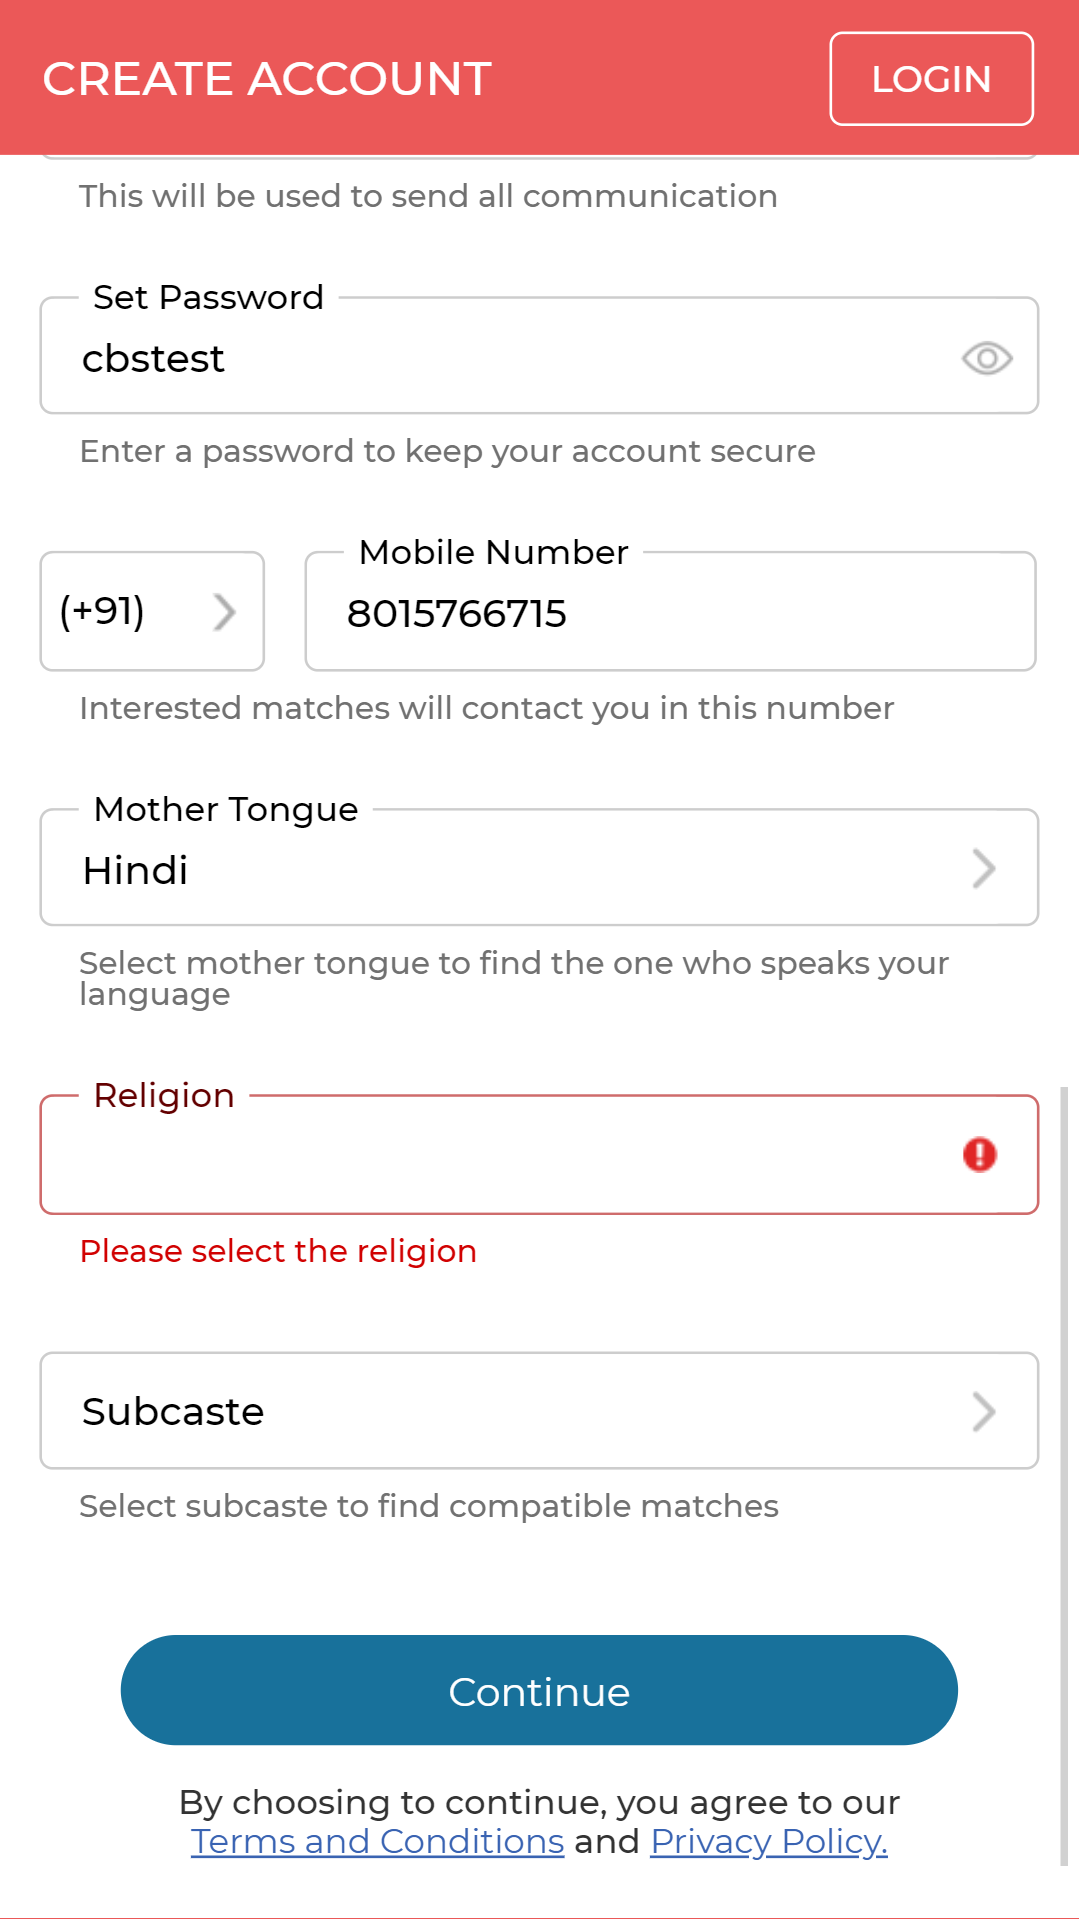 CREATE ACCOUNT
LOGIN
This will be used to send all communication
Set Password
cbstest
Enter a password to keep your account secure
(+91)
Mobile Number
8015766715
Interested matches will contact you in this number
Mother Tongue
Hindi
Select mother tongue to find the one who speaks your
language
Religion
Please select the religion
Subcaste
Select subcaste to find compatible matches
Continue
By choosing to continue, you agree to our
Terms and Conditions and Privacy Policy.